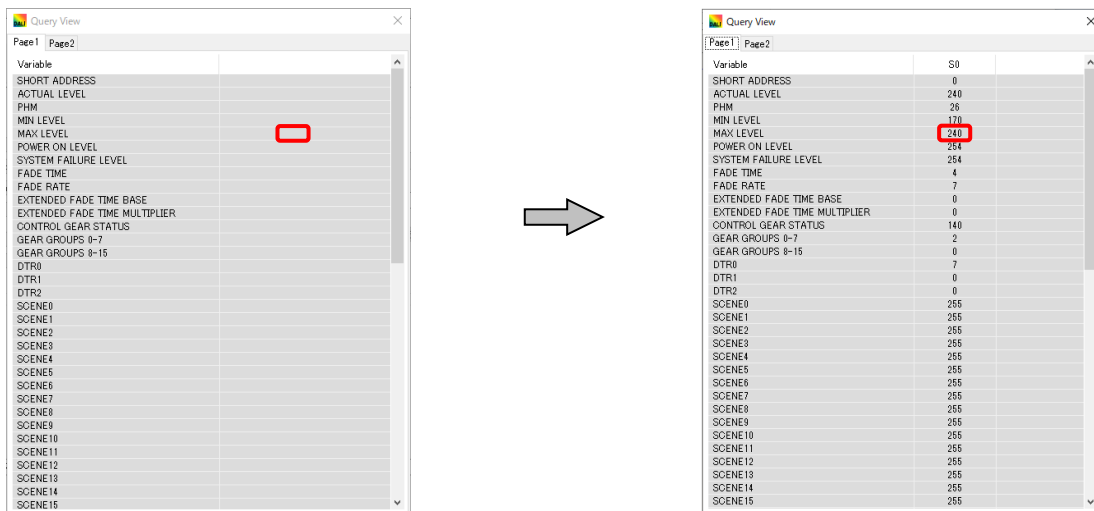 Query View
Page1 Page2
Variable
SHORT ADDRESS
ACTUAL LEVEL
PHM
MIN LEVEL
MAX LEVEL
POWER ON LEVEL
SYSTEM FAILURE LEVEL
FADE TIME
FADE RATE
EXTENDED FADE TIME BASE
EXTENDED FADE TIME MULTIPLIER
CONTROL GEAR STATUS
GEAR GROUPS 0-7
GEAR GROUPS 8-15
DTR0
DTR1
DTR2
SCENE0
SCENE1
SCENE2
SCENE3
SCENE4
SCENE5
SCENE6
SCENE7
SCENE8
SCENE9
SCENE10
SCENE11
SCENE12
SCENE13
SCENE14
SCENE15
Query View
Page1 Page2
Variable S0
SHORT ADDRESS 0
ACTUAL LEVEL 240
PHM 26
MIN LEVEL 170
MAX LEVEL 240
POWER ON LEVEL 254
SYSTEM FAILURE LEVEL 254
FADE TIME 4
FADE RATE 7
EXTENDED FADE TIME BASE 0
EXTENDED FADE TIME MULTIPLIER 0
CONTROL GEAR STATUS 140
GEAR GROUPS 0-7 2
GEAR GROUPS 8-15 0
DTR0 7
DTR1 0
DTR2 0
SCENE0 255
SCENE1 255
SCENE2 255
SCENE3 255
SCENE4 255
SCENE5 255
SCENE6 255
SCENE7 255
SCENE8 255
SCENE9 255
SCENE10 255
SCENE11 255
SCENE12 255
SCENE13 255
SCENE14 255
SCENE15 255